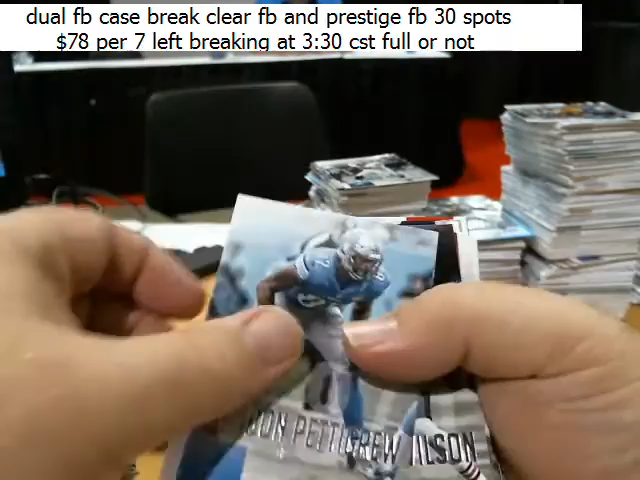 dual fb case break clear fb and prestige fb 30 spots
$78 per 7 left breaking at 3:30 cst full or not
PETTIGREW